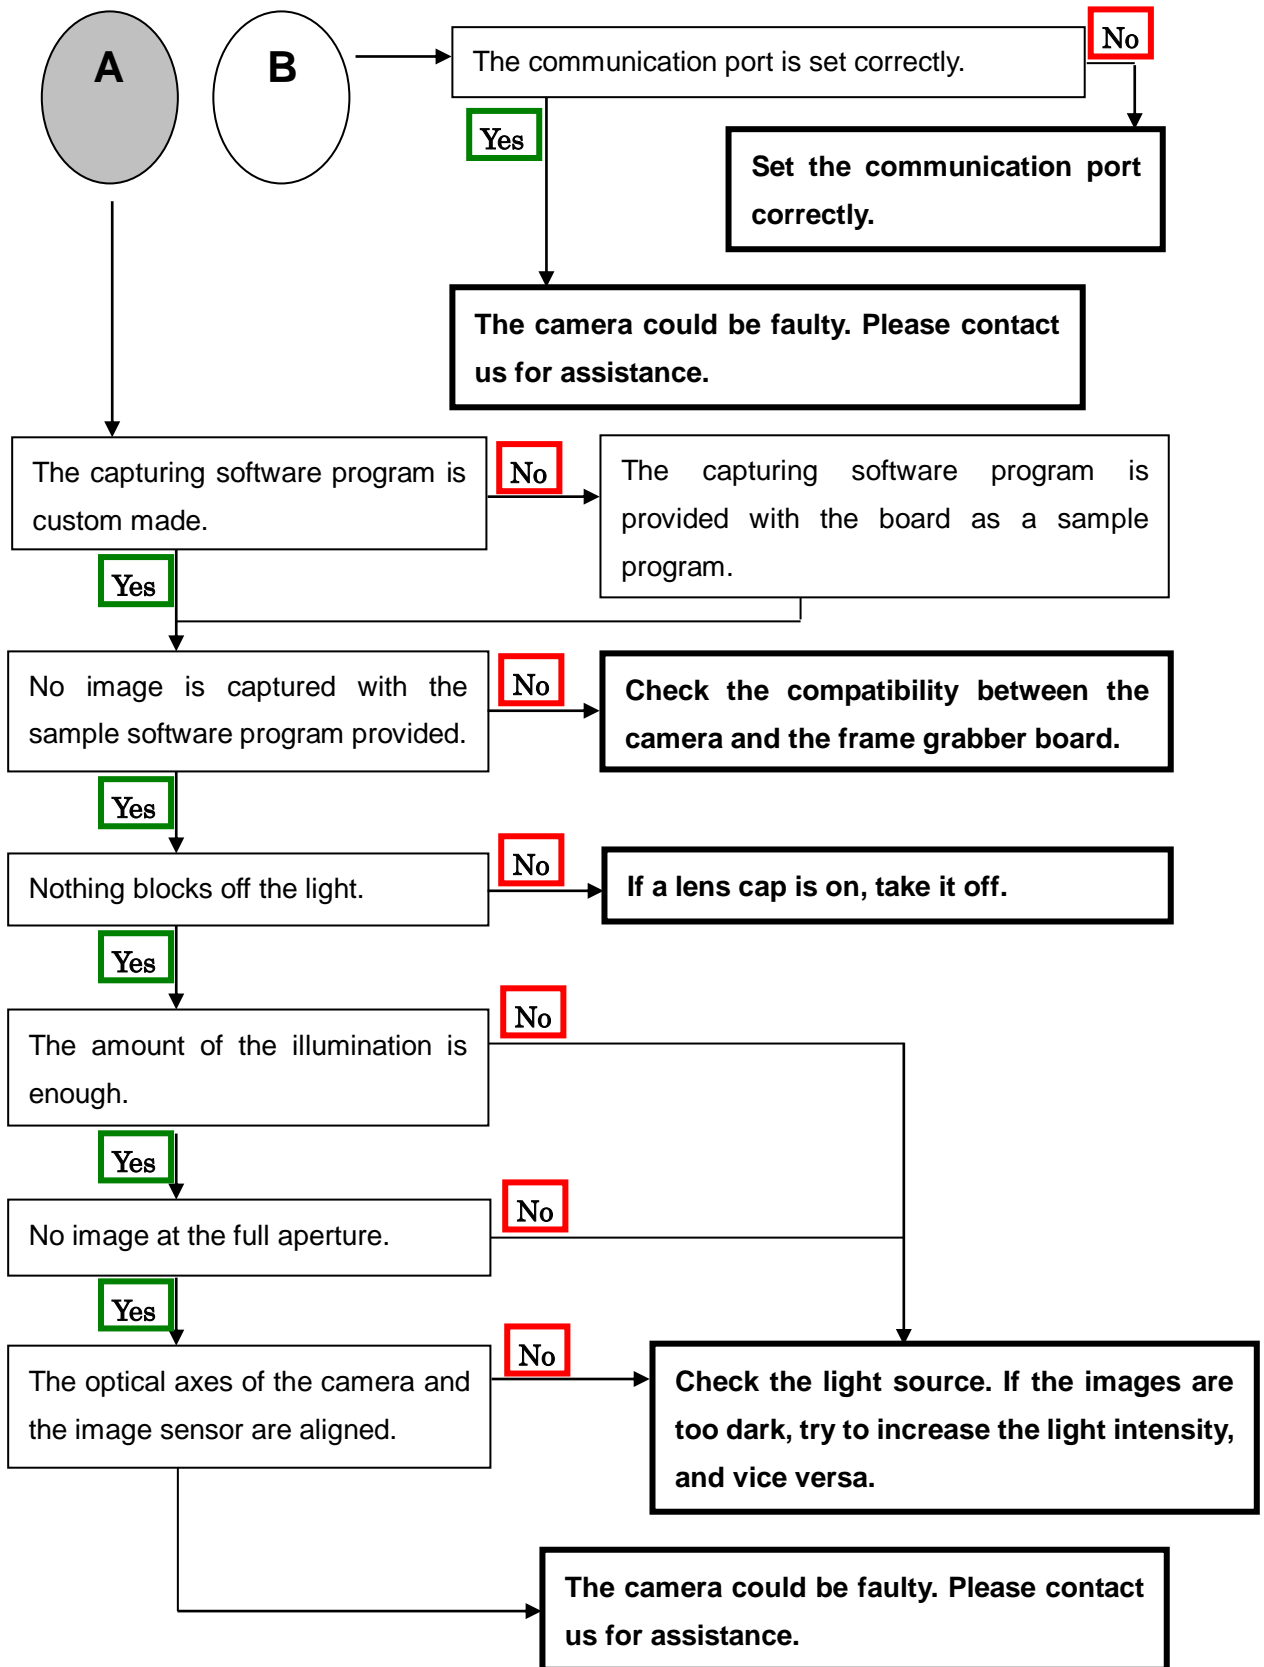 A
B
The communication port is set correctly.
No
Yes
Set the communication port
correctly.
The camera could be faulty. Please contact
us for assistance.
The capturing software program is
custom made.
No
The capturing software program is
provided with the board as a sample
program.
Yes
No image is captured with the
sample software program provided.
No
Check the compatibility between the
camera and the frame grabber board.
Yes
Nothing blocks off the light.
No
If a lens cap is on, take it off.
Yes
The amount of the illumination is
enough.
No
Yes
No image at the full aperture.
No
Yes
The optical axes of the camera and
the image sensor are aligned.
No
Check the light source. If the images are
too dark, try to increase the light intensity,
and vice versa.
The camera could be faulty. Please contact
us for assistance.